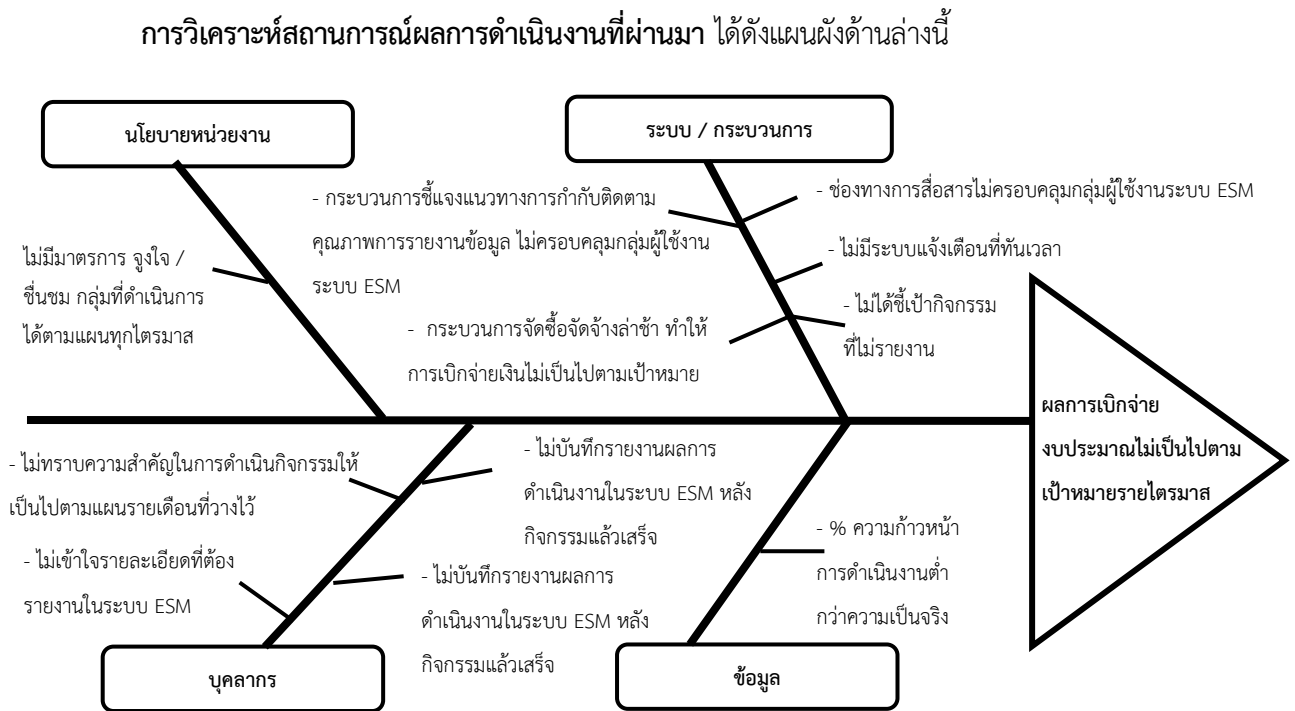 การวิเคราะห์สถานการณ์ผลการดำเนินงานที่ผ่านมา ได้ดังแผนผังด้านล่างนี้
นโยบายหน่วยงาน
ระบบ / กระบวนการ
- กระบวนการชี้แจงแนวทางการกำกับติดตาม
คุณภาพการรายงานข้อมูล ไม่ครอบคลุมกลุ่มผู้ใช้งาน
ระบบ ESM
- ช่องทางการสื่อสารไม่ครอบคลุมกลุ่มผู้ใช้งานระบบ ESM
ไม่มีมาตรการ จูงใจ /
ชื่นชม กลุ่มที่ดำเนินการ
ได้ตามแผนทุกไตรมาส
- ไม่มีระบบแจ้งเตือนที่ทันเวลา
- ไม่ได้ชี้เป้ากิจกรรม
ที่ไม่รายงาน
- กระบวนการจัดซื้อจัดจ้างล่าช้า ทำให้
การเบิกจ่ายเงินไม่เป็นไปตามเป้าหมาย
ผลการเบิกจ่าย
งบประมาณไม่เป็นไปตาม
เป้าหมายรายไตรมาส
- ไม่ทราบความสำคัญในการดำเนินกิจกรรมให้
เป็นไปตามแผนรายเดือนที่วางไว้
- ไม่บันทึกรายงานผลการ
ดำเนินงานในระบบ ESM หลัง
กิจกรรมแล้วเสร็จ
- ไม่เข้าใจรายละเอียดที่ต้อง
รายงานในระบบ ESM
- ไม่บันทึกรายงานผลการ
ดำเนินงานในระบบ ESM หลัง
กิจกรรมแล้วเสร็จ
- % ความก้าวหน้า
การดำเนินงานต่ำ
กว่าความเป็นจริง
บุคลากร
ข้อมูล